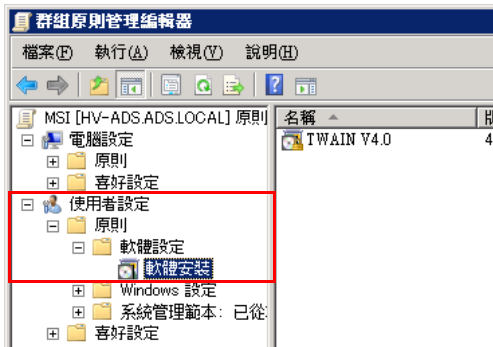 群組原則管理編輯器
檔案(F) 執行(A) 檢視(V) 說明(H)
MSI [HV-ADS.ADS.LOCAL] 原則
電腦設定
原則
喜好設定
使用者設定
原則
軟體設定
軟體安裝
Windows 設定
系統管理範本: 已從
喜好設定
名稱
TWAIN V4.0 4